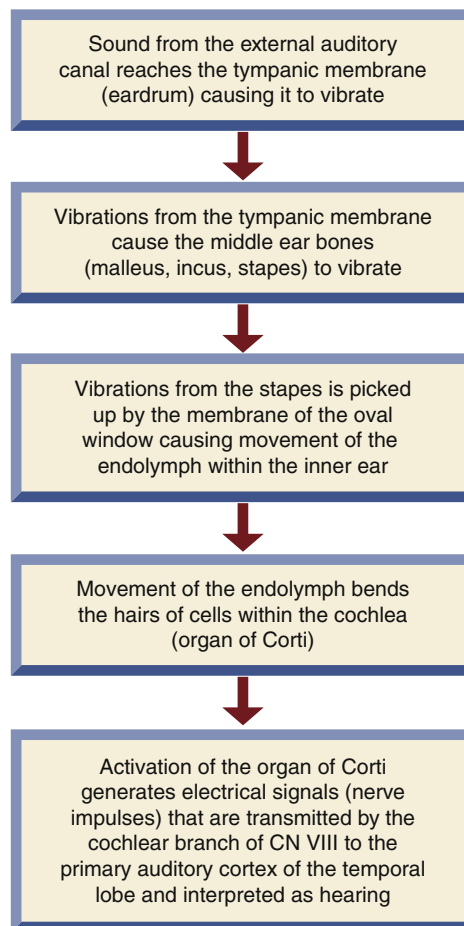 Sound from the external auditory
canal reaches the tympanic membrane
(eardrum) causing it to vibrate
Vibrations from the tympanic membrane
cause the middle ear bones
(malleus, incus, stapes) to vibrate
Vibrations from the stapes is picked
up by the membrane of the oval
window causing movement of the
endolymph within the inner ear
Movement of the endolymph bends
the hairs of cells within the cochlea
(organ of Corti)
Activation of the organ of Corti
generates electrical signals (nerve
impulses) that are transmitted by the
cochlear branch of CN VIII to the
primary auditory cortex of the temporal
lobe and interpreted as hearing